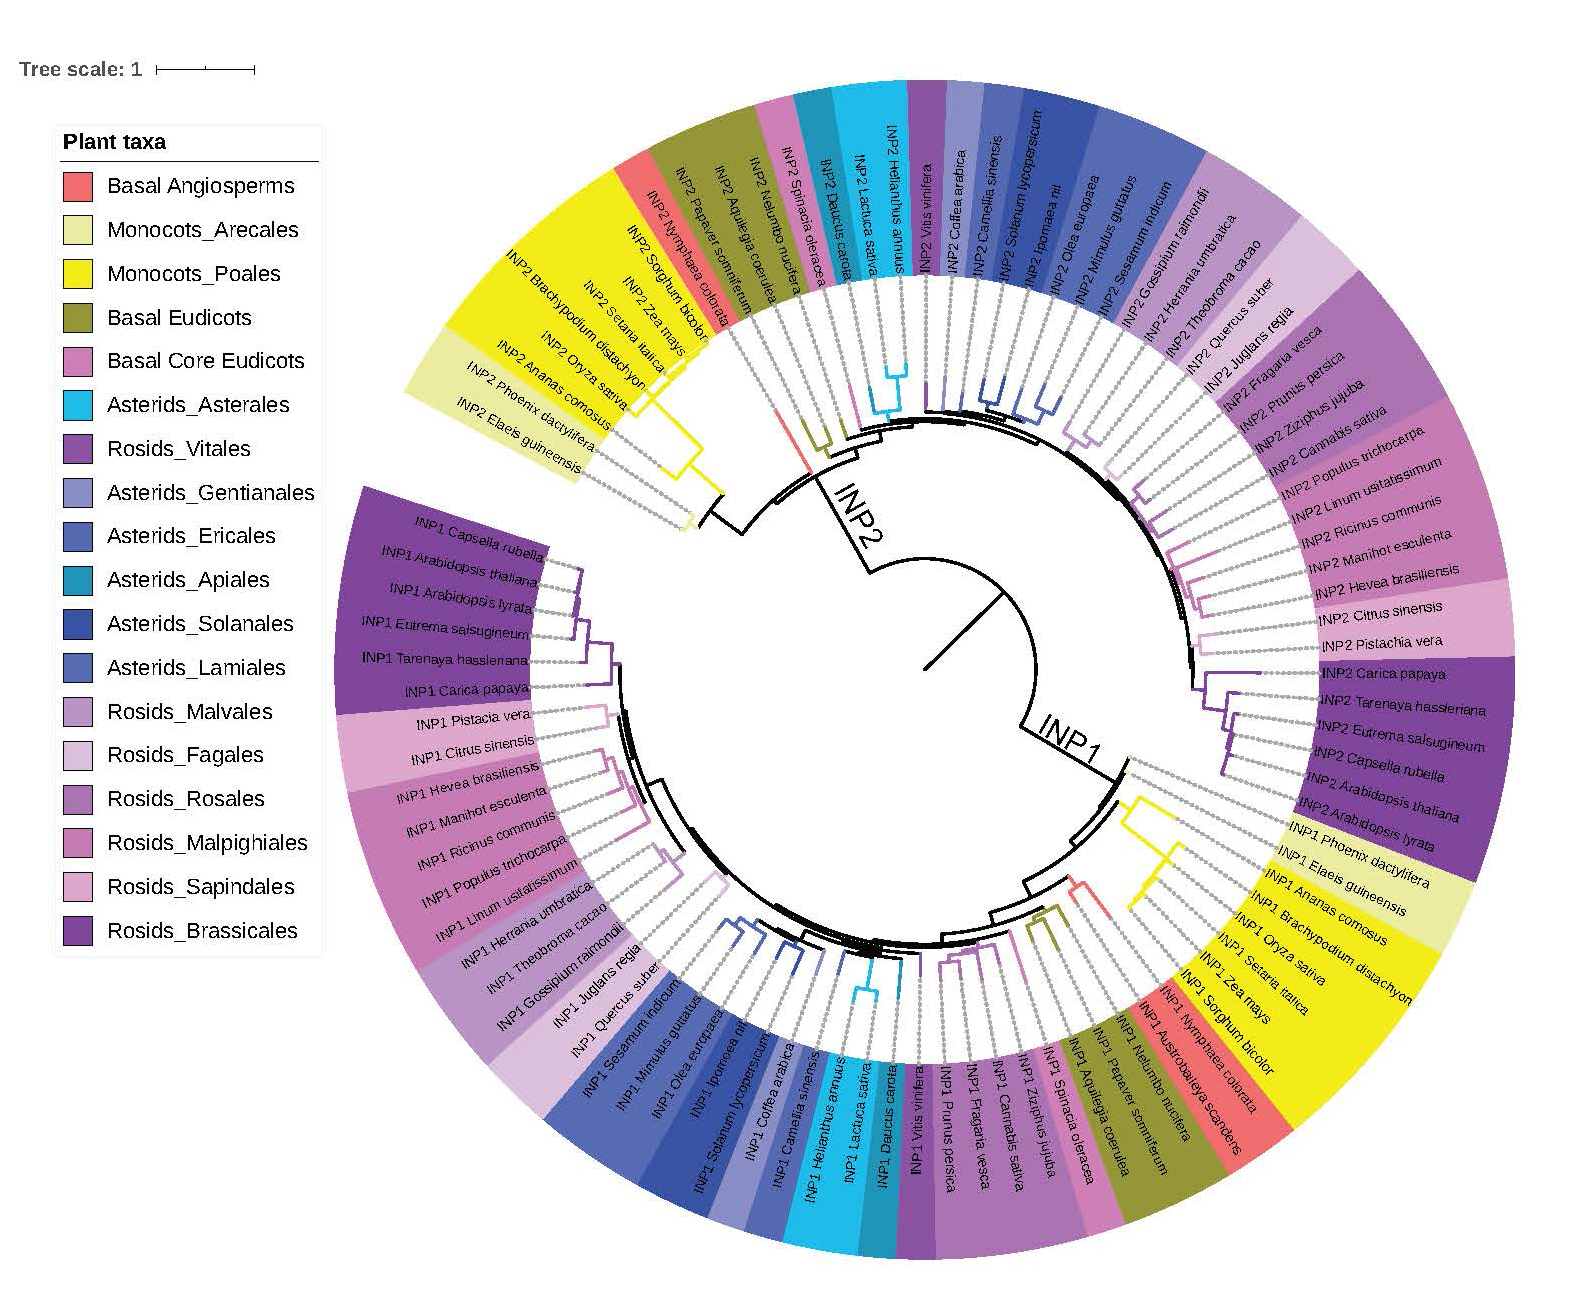 Tree scale: 1
Plant taxa
Basal Angiosperms
Monocots_Arecales
Monocots_Poales
Basal Eudicots
Basal Core Eudicots
Asterids_Asterales
Rosids_Vitales
Asterids_Gentianales
Asterids_Ericales
Asterids_Apiales
Asterids_Solanales
Asterids_Lamiales
Rosids_Malvales
Rosids_Fagales
Rosids_Rosales
Rosids_Malpighiales
Rosids_Sapindales
Rosids_Brassicales
INP2
INP1
INP2 Elaeis guineensis
INP2 Phoenix dactylifera
INP2 Ananas comosus
INP2 Oryza sativa
INP2 Brachypodium distachyon
INP2 Setaria italica
INP2 Zea mays
INP2 Sorghum bicolor
INP2 Nymphaea colorata
INP2 Papaver somniferum
INP2 Aquilegia coerulea
INP2 Nelumbo nucifera
INP2 Spinacia oleracea
INP2 Daucus carota
INP2 Lactuca sativa
INP2 Helianthus annuus
INP2 Vitis vinifera
INP2 Coffea arabica
INP2 Camellia sinensis
INP2 Solanum lycopersicum
INP2 Ipomaea nil
INP2 Olea europaea
INP2 Mimulus guttatus
INP2 Sesamum indicum
INP2 Gossipium raimondi
INP2 Herrania umbratica
INP2 Theobroma cacao
INP2 Quercus suber
INP2 Juglans regia
INP2 Fragaria vesca
INP2 Prunus persica
INP2 Ziziphus jujuba
INP2 Cannabis sativa
INP2 Populus trichocarpa
INP2 Linum usitatissimum
INP2 Ricinus communis
INP2 Manihot esculenta
INP2 Hevea brasiliensis
INP2 Citrus sinensis
INP2 Pistachia vera
INP2 Carica papaya
INP2 Tarenaya hassleriana
INP2 Eutrema salsugineum
INP2 Capsella rubella
INP2 Arabidopsis thaliana
INP2 Arabidopsis lyrata
INP1 Phoenix dactylifera
INP1 Elaeis guineensis
INP1 Ananas comosus
INP1 Brachypodium distachyon
INP1 Oryza sativa
INP1 Setaria italica
INP1 Zea mays
INP1 Sorghum bicolor
INP1 Nymphaea colorata
INP1 Austrobaileya scandens
INP1 Nelumbo nucifera
INP1 Papaver somniferum
INP1 Aquilegia coerulea
INP1 Spinacia oleracea
INP1 Ziziphus jujuba
INP1 Cannabis sativa
INP1 Fragaria vesca
INP1 Prunus persica
INP1 Vitis vinifera
INP1 Daucus carota
INP1 Lactuca sativa
INP1 Helianthus annuus
INP1 Camellia sinensis
INP1 Coffea arabica
INP1 Solanum lycopersicum
INP1 Ipomoea nil
INP1 Olea europaea
INP1 Mimulus guttatus
INP1 Sesamum indicum
INP1 Quercus suber
INP1 Juglans regia
INP1 Gossypium raimondii
INP1 Theobroma cacao
INP1 Herrania umbratica
INP1 Linum usitatissimum
INP1 Populus trichocarpa
INP1 Ricinus communis
INP1 Manihot esculenta
INP1 Hevea brasiliensis
INP1 Citrus sinensis
INP1 Pistacia vera
INP1 Carica papaya
INP1 Tarenaya hassleriana
INP1 Eutrema salsugineum
INP1 Arabidopsis lyrata
INP1 Arabidopsis thaliana
INP1 Capsella rubella